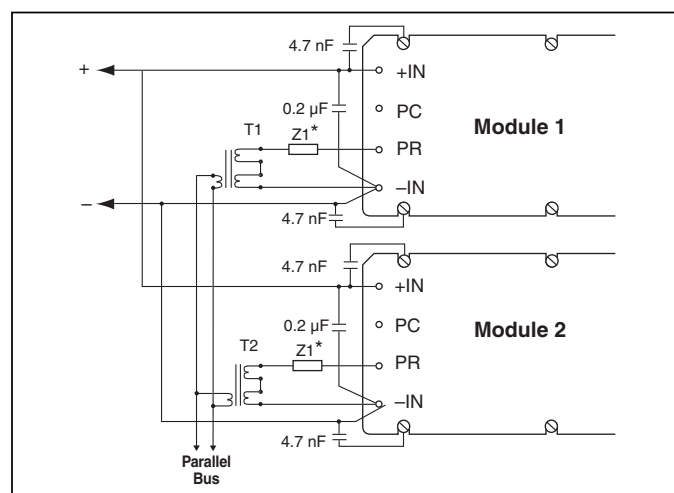 4.7 nF
+
+IN
0.2 µF
PC
T1
Z1*
Module 1
PR
–
–IN
4.7 nF
4.7 nF
+IN
0.2 µF
PC
Module 2
T2
Z1*
PR
–IN
4.7 nF
Parallel
Bus